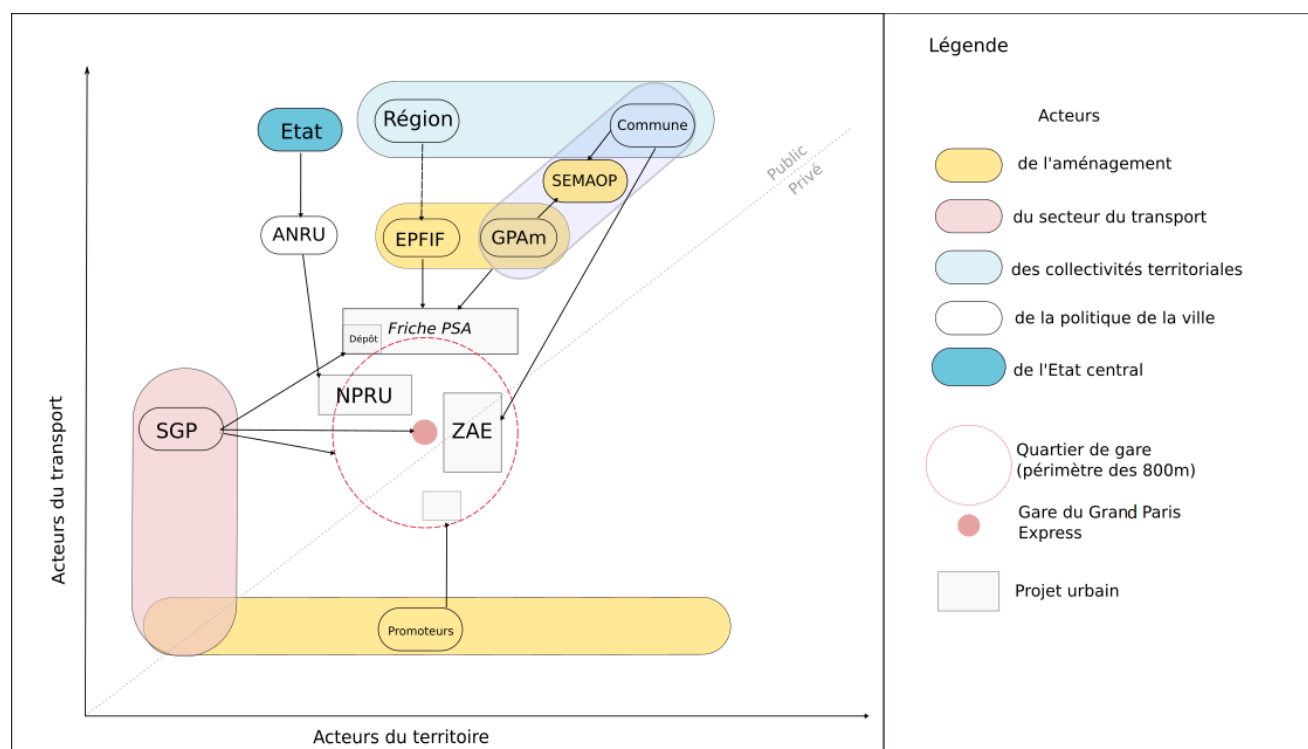 Légende
Acteurs
de l'aménagement
du secteur du transport
des collectivités territoriales
de la politique de la ville
de l'Etat central
Quartier de gare
(périmètre des 800m)
Gare du Grand Paris
Express
Projet urbain
Etat
Région
Commune
Public
Privé
SEMAOP
ANRU
EPFIF
GPAm
Friche PSA
Dépôt
NPRU
ZAE
SGP
Promoteurs
Acteurs du transport
Acteurs du territoire